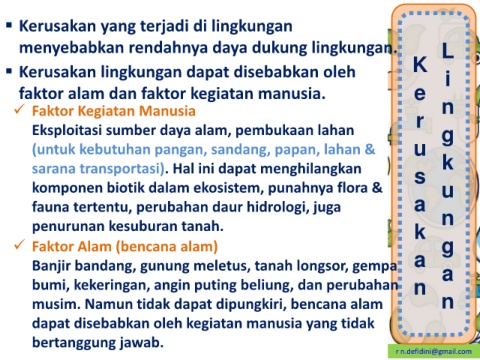 ▪ Kerusakan yang terjadi di lingkungan
menyebabkan rendahnya daya dukung lingkungan.
▪ Kerusakan lingkungan dapat disebabkan oleh
faktor alam dan faktor kegiatan manusia.
✓ Faktor Kegiatan Manusia
Eksploitasi sumber daya alam, pembukaan lahan
(untuk kebutuhan pangan, sandang, papan, lahan &
sarana transportasi). Hal ini dapat menghilangkan
komponen biotik dalam ekosistem, punahnya flora &
fauna tertentu, perubahan daur hidrologi, juga
penurunan kesuburan tanah.
✓ Faktor Alam (bencana alam)
Banjir bandang, gunung meletus, tanah longsor, gempa
bumi, kekeringan, angin puting beliung, dan perubahan
musim. Namun tidak dapat dipungkiri, bencana alam
dapat disebabkan oleh kegiatan manusia yang tidak
bertanggung jawab.
Kerusakan
Lingkungan
r.n.defidini@gmail.com